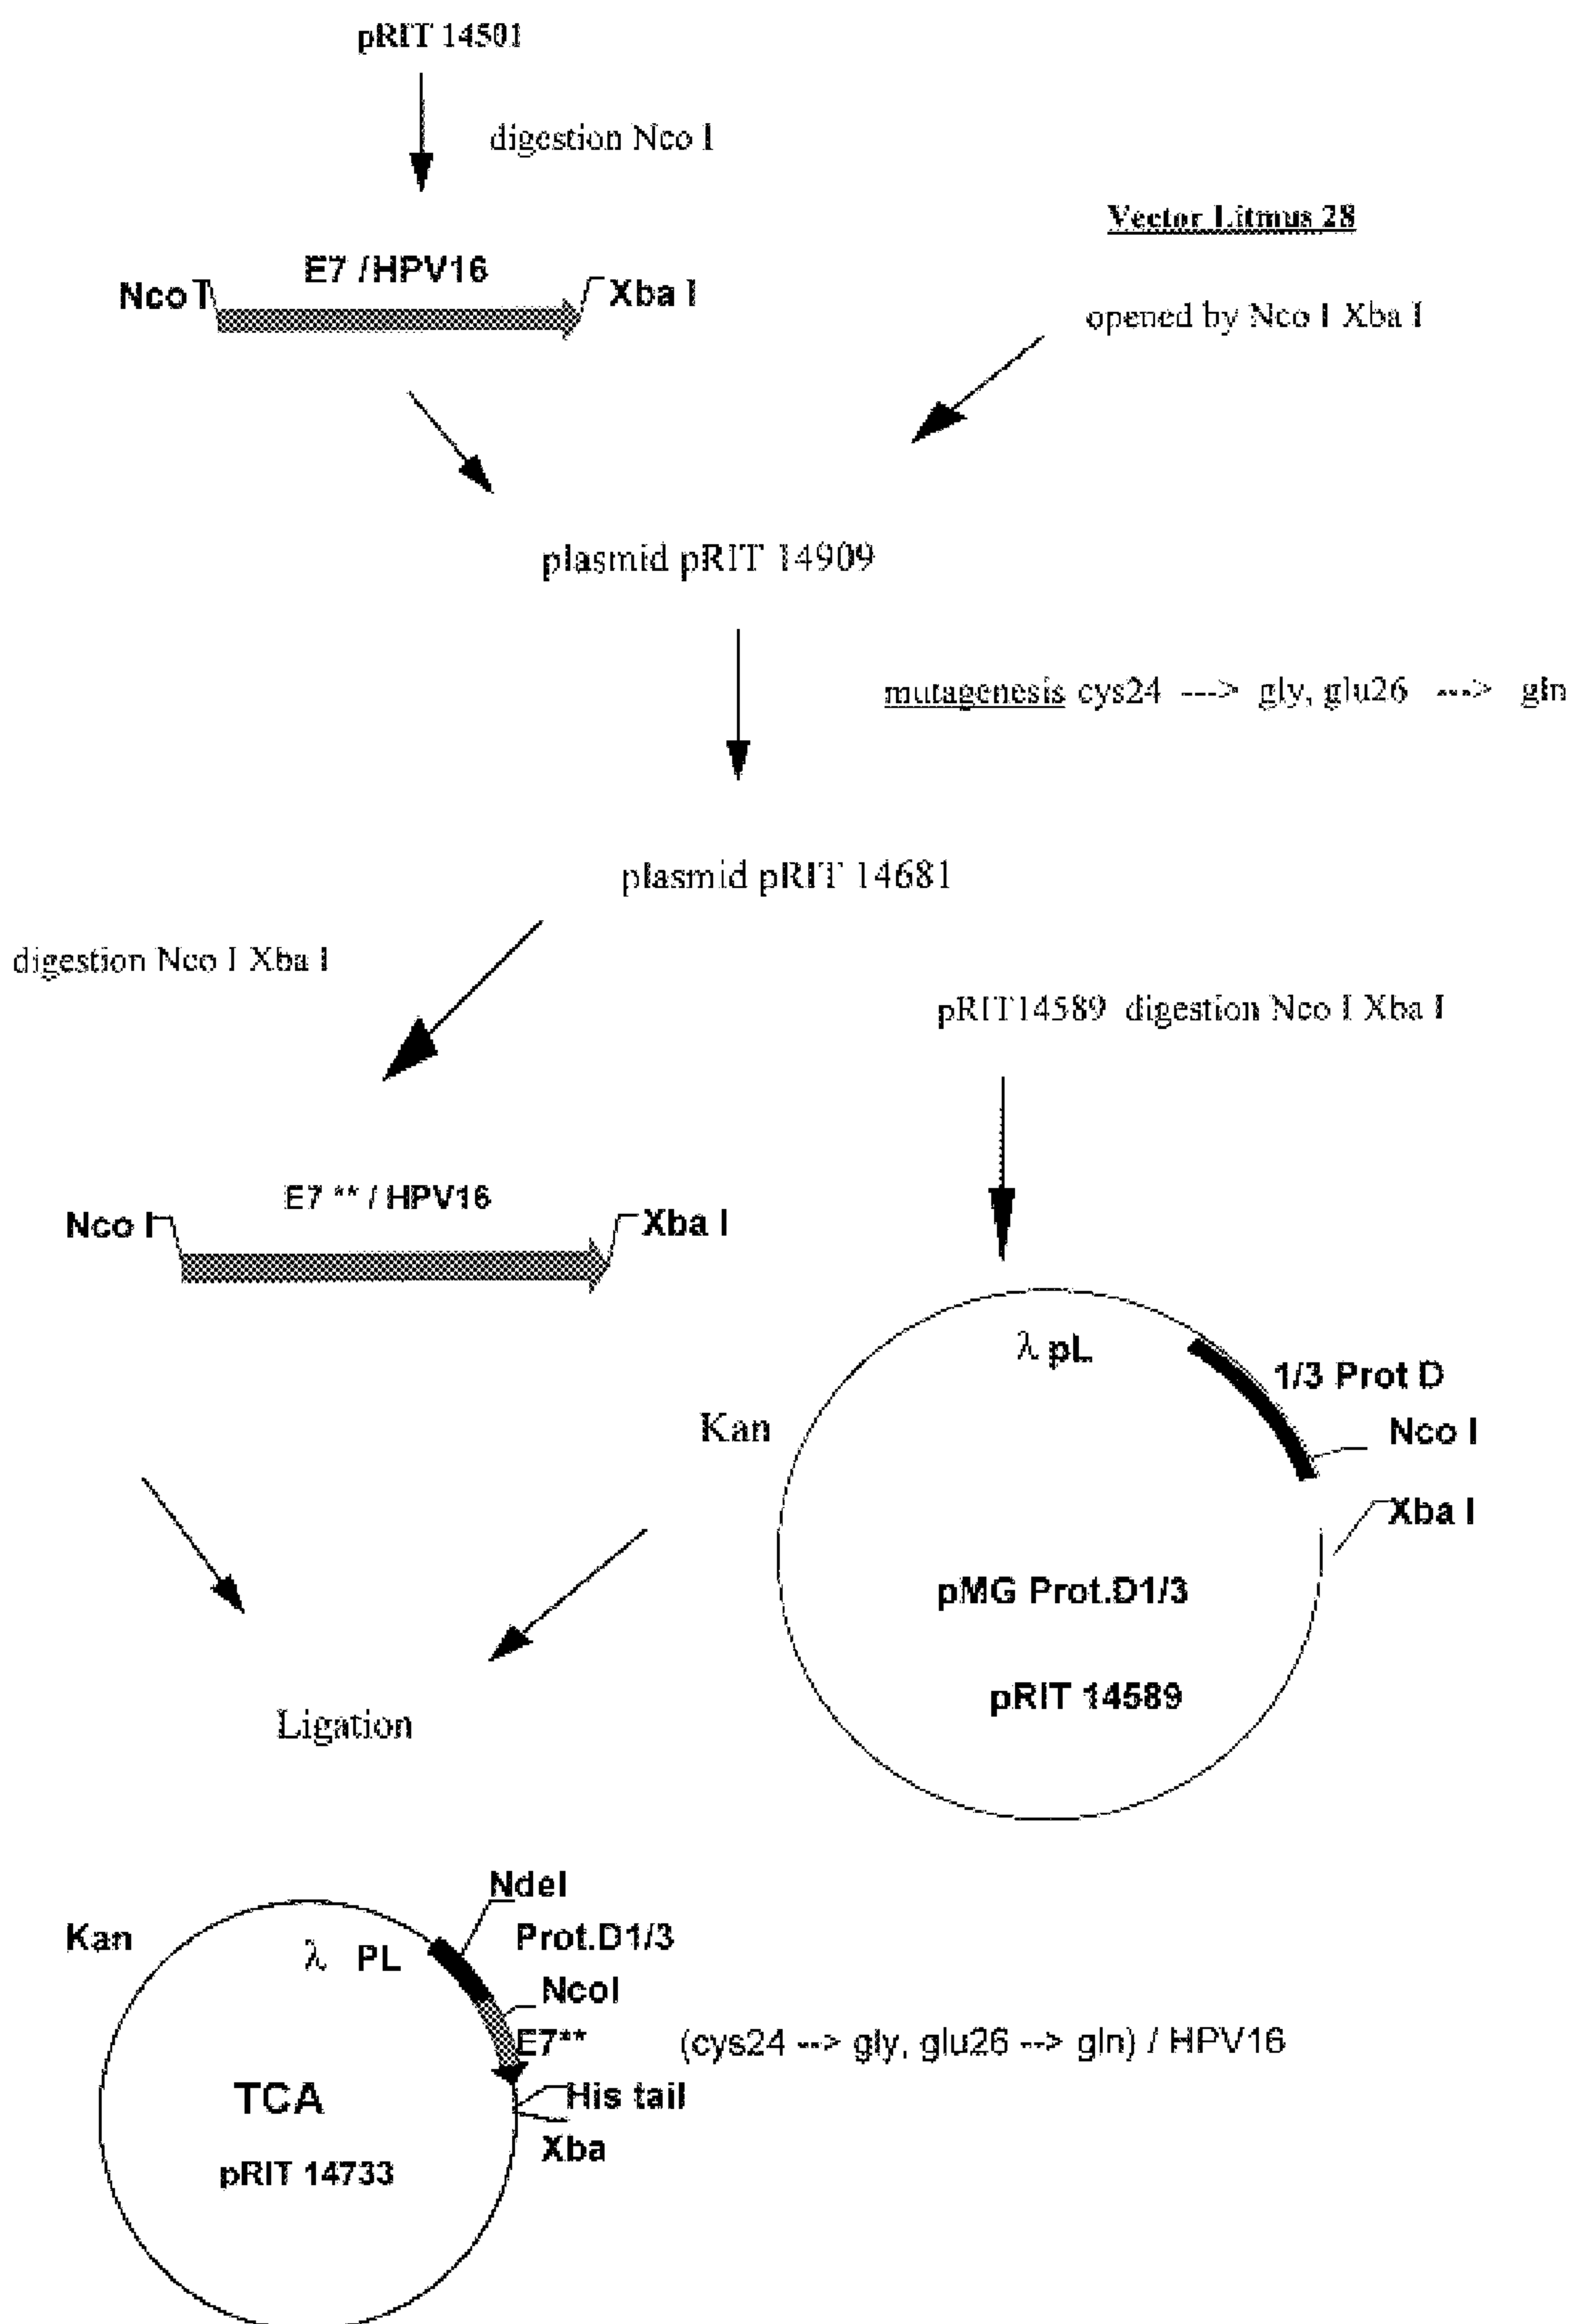 pRIT 14501
digestion Nco I
Vector Litmus 28
E7 /HPV16
Nco I
Xba I
opened by Nco I Xba I
plasmid pRIT 14909
mutagenesis cys24 ---> gly, glu26 ---> gln
plasmid pRIT 14681
digestion Nco I Xba I
pRIT14589 digestion Nco I Xba I
E7 ** / HPV16
Nco I
Xba I
λ pL
1/3 Prot D
Kan
Nco I
Xba I
pMG Prot.D1/3
pRIT 14589
Ligation
NdeI
Kan
λ PL
Prot.D1/3
NcoI
E7** (cys24 --> gly, glu26 --> gln) / HPV16
TCA
His tail
Xba
pRIT 14733